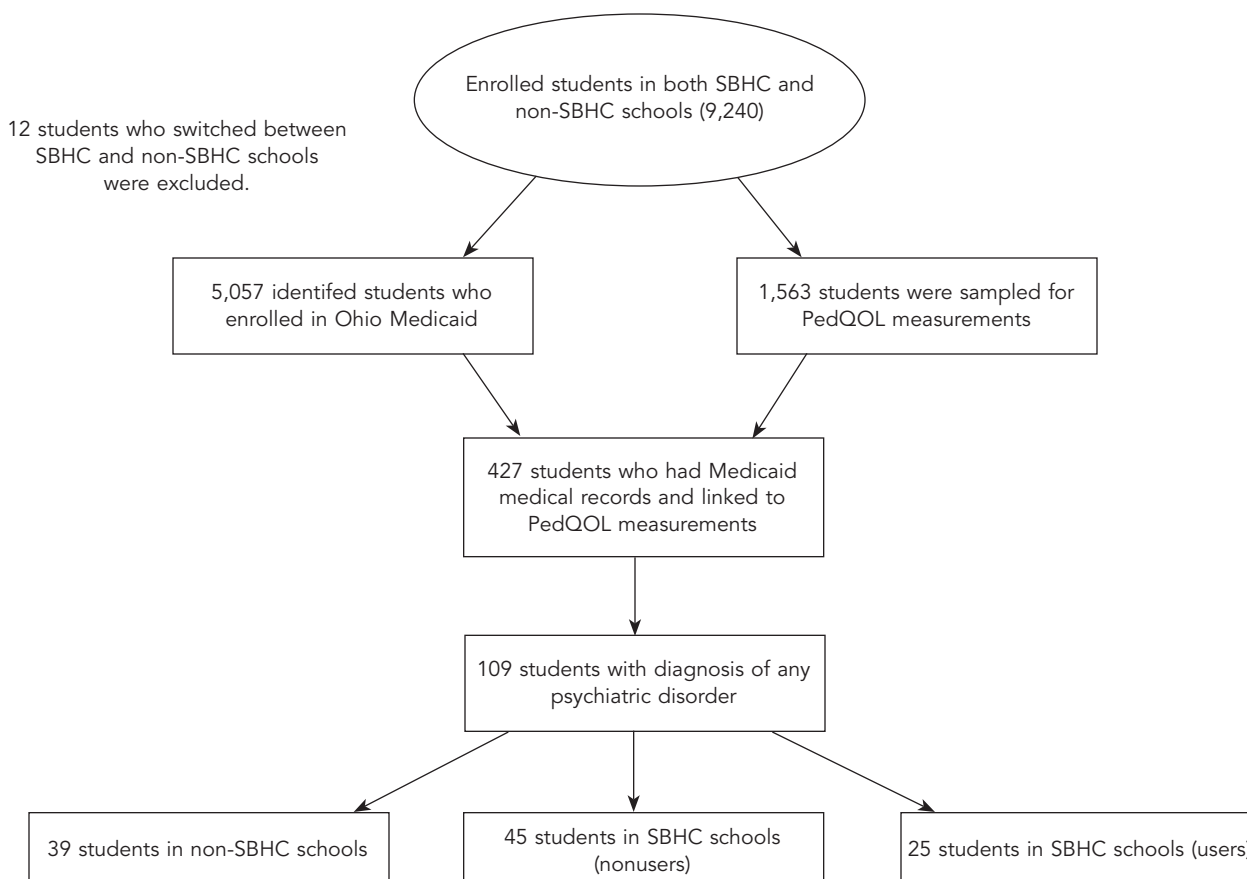 Enrolled students in both SBHC and
non-SBHC schools (9,240)
12 students who switched between
SBHC and non-SBHC schools
were excluded.
5,057 identifed students who
enrolled in Ohio Medicaid
1,563 students were sampled for
PedQOL measurements
427 students who had Medicaid
medical records and linked to
PedQOL measurements
109 students with diagnosis of any
psychiatric disorder
39 students in non-SBHC schools
45 students in SBHC schools
(nonusers)
25 students in SBHC schools (users)